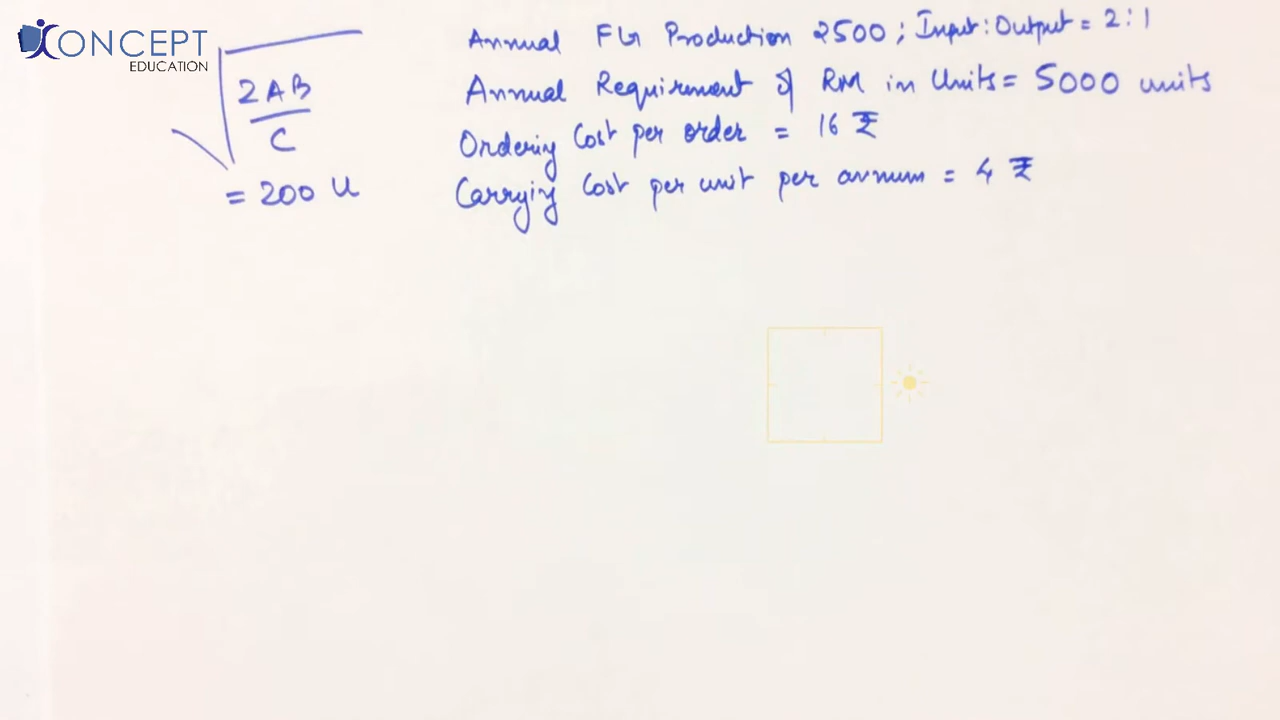 KONCEPT
EDUCATION
Annual FG Production 2500 ; Input : Output = 2 : 1
Annual Requirement of RM in Units = 5000 units
Ordering Cost per order = 16 ₹
Carrying Cost per unit per annum = 4 ₹
√2AB
C
= 200 U